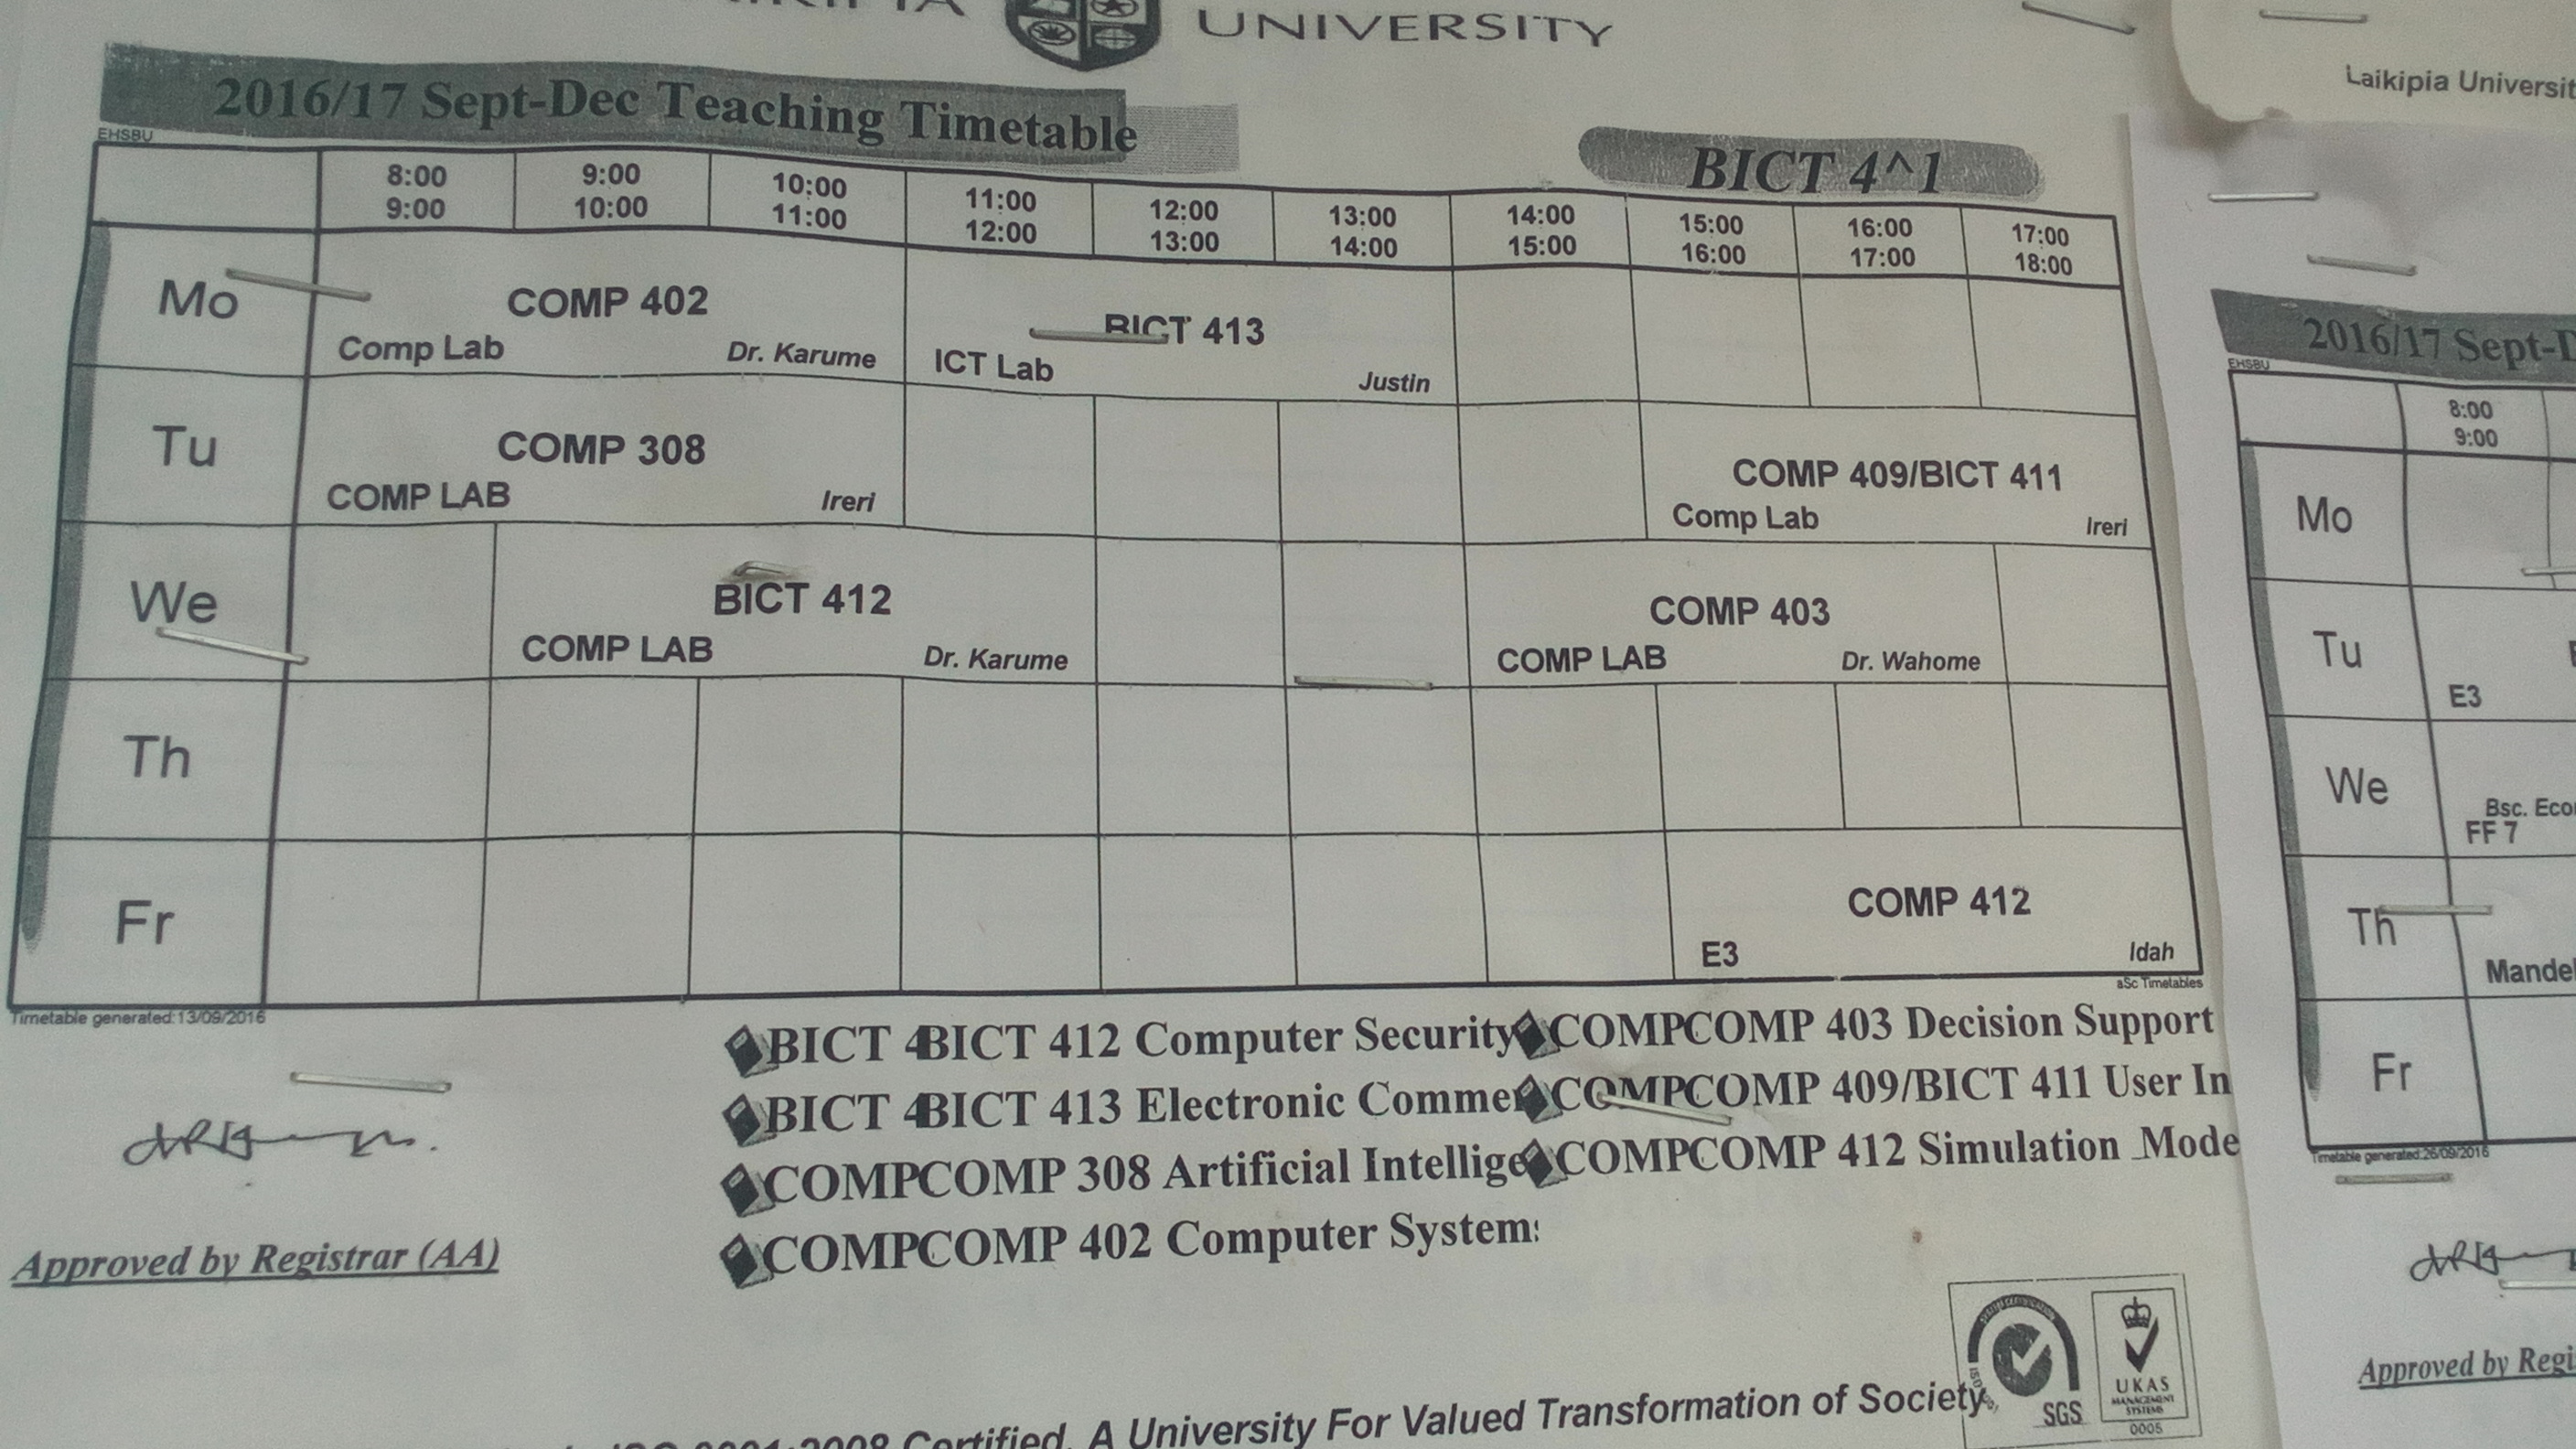 UNIVERSITY
2016/17 Sept-Dec Teaching Timetable
BICT 4^1
EHSBU
8:00 9:00 10:00 11:00 12:00 13:00 14:00 15:00 16:00 17:00
9:00 10:00 11:00 12:00 13:00 14:00 15:00 16:00 17:00 18:00
Mo
COMP 402
Comp Lab Dr. Karume
BICT 413
ICT Lab Justin
Tu
COMP 308
COMP LAB Ireri
COMP 409/BICT 411
Comp Lab Ireri
We
BICT 412
COMP LAB Dr. Karume
COMP 403
COMP LAB Dr. Wahome
Th
Fr
COMP 412
E3 Idah
Timetable generated:13/09/2016
aSc Timetables
BICT 4BICT 412 Computer Security COMPCOMP 403 Decision Support
BICT 4BICT 413 Electronic Commer COMPCOMP 409/BICT 411 User In
COMPCOMP 308 Artificial Intellige COMPCOMP 412 Simulation Mode
COMPCOMP 402 Computer System
Approved by Registrar (AA)
SGS
UKAS
MANAGEMENT
SYSTEMS
0005
Certified A University For Valued Transformation of Society
Laikipia Universit
2016/17 Sept-D
EHSBU
8:00
9:00
Mo
Tu
E3
We
Bsc. Eco
FF 7
Th
Mande
Fr
Timetable generated:26/09/2016
Approved by Regi